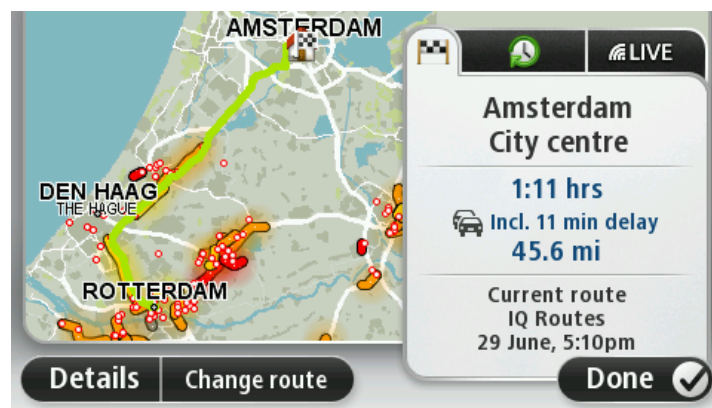 AMSTERDAM
DEN HAAG
THE HAGUE
ROTTERDAM
LIVE
Amsterdam
City centre
1:11 hrs
Incl. 11 min delay
45.6 mi
Current route
IQ Routes
29 June, 5:10pm
Details
Change route
Done